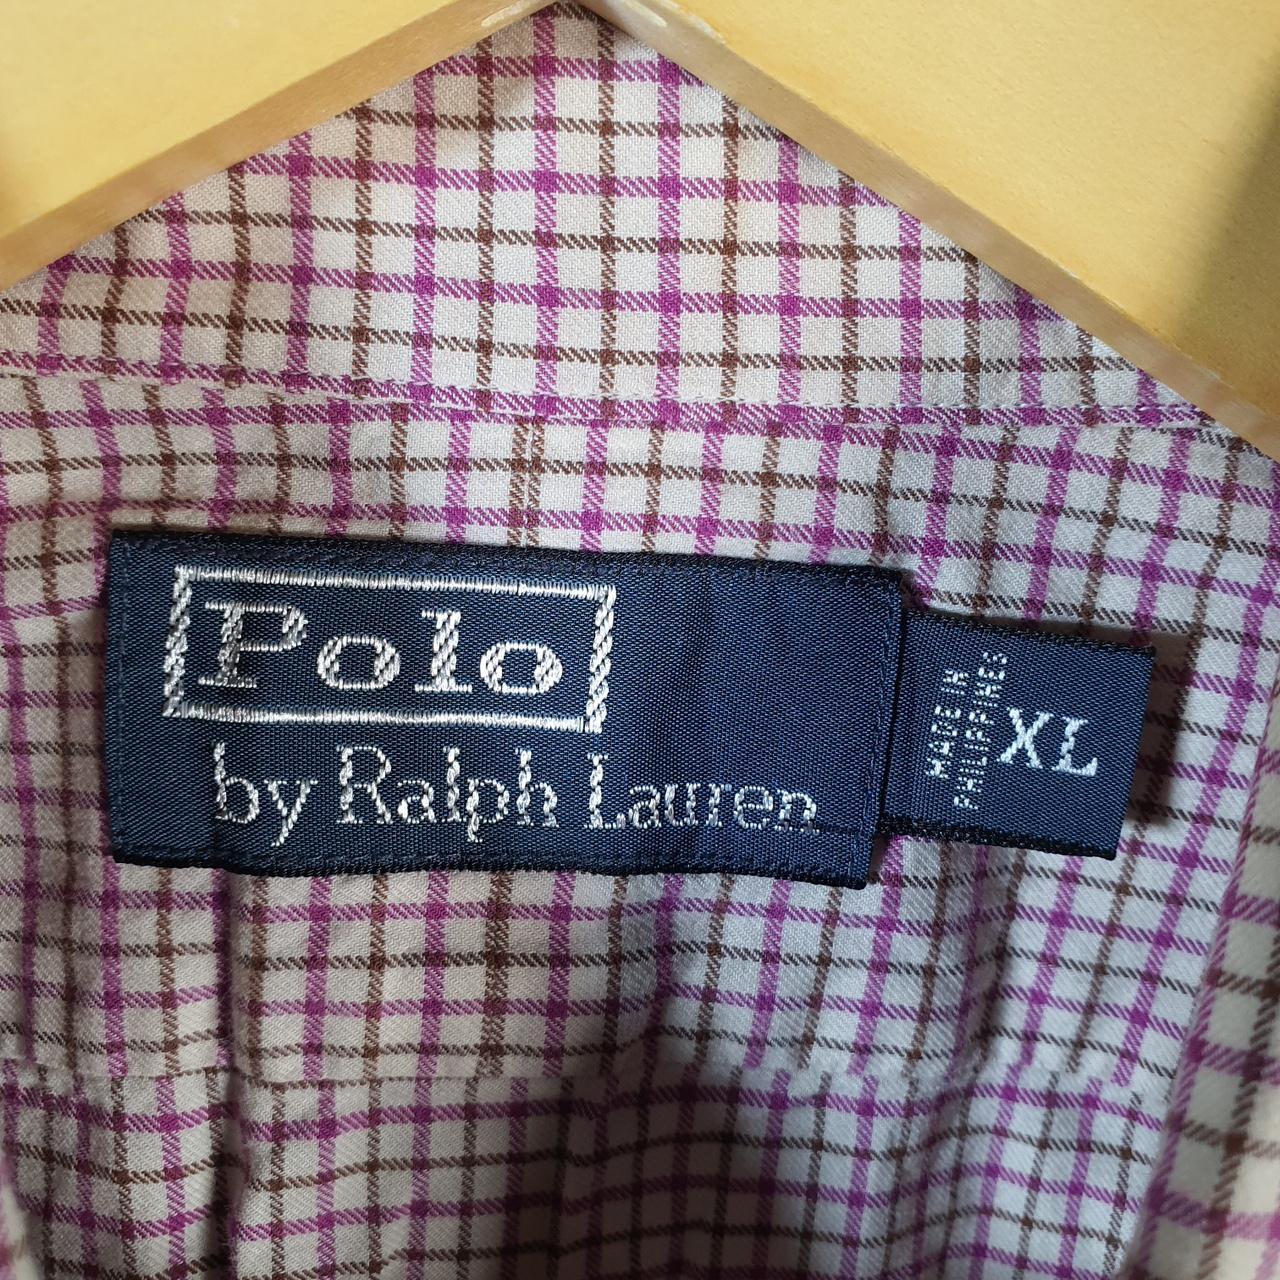 Polo
by Ralph Lauren
MADE IN
PHILIPPINES
XL